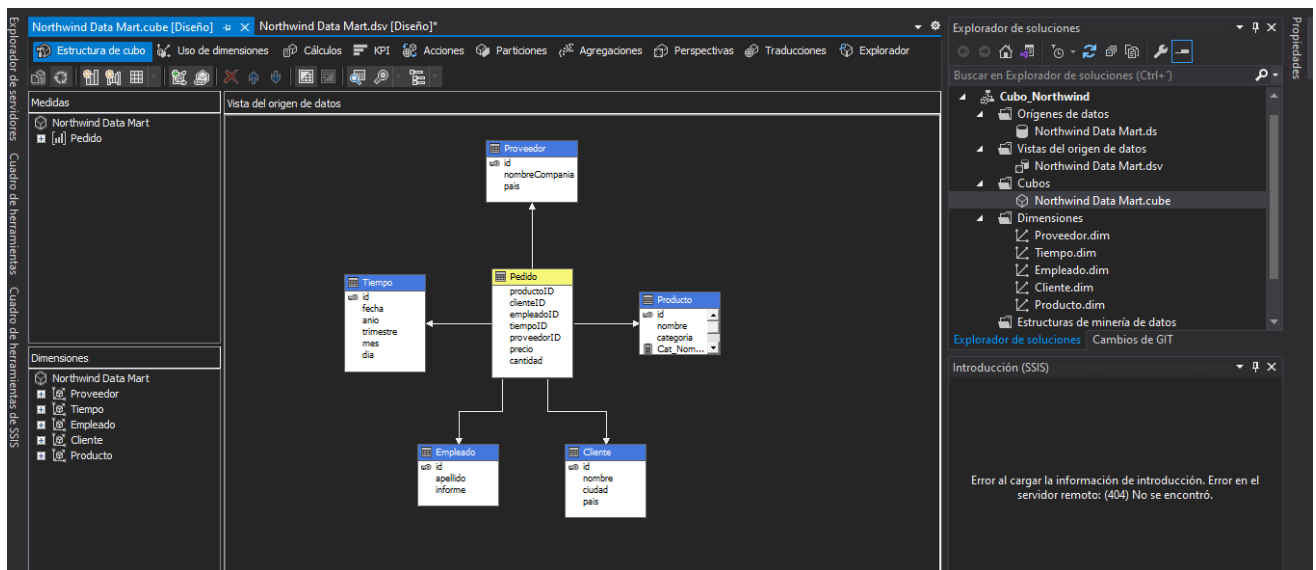 Northwind Data Mart.cube [Diseño]
Northwind Data Mart.dsv [Diseño]*
Estructura de cubo
Uso de dimensiones
Cálculos
KPI
Acciones
Particiones
Agregaciones
Perspectivas
Traducciones
Explorador
Explorador de servidores
Cuadro de herramientas
Cuadro de herramientas de SSIS
Medidas
Northwind Data Mart
Pedido
Dimensiones
Northwind Data Mart
Proveedor
Tiempo
Empleado
Cliente
Producto
Vista del origen de datos
Proveedor
id
nombreCompania
pais
Tiempo
id
fecha
anio
trimestre
mes
dia
Pedido
productoID
clienteID
empleadoID
tiempoID
proveedorID
precio
cantidad
Producto
id
nombre
categoria
Cat_Nom...
Empleado
id
apellido
informe
Cliente
id
nombre
ciudad
pais
Explorador de soluciones
Buscar en Explorador de soluciones (Ctrl+´)
Cubo_Northwind
Orígenes de datos
Northwind Data Mart.ds
Vistas del origen de datos
Northwind Data Mart.dsv
Cubos
Northwind Data Mart.cube
Dimensiones
Proveedor.dim
Tiempo.dim
Empleado.dim
Cliente.dim
Producto.dim
Estructuras de minería de datos
Explorador de soluciones
Cambios de GIT
Introducción (SSIS)
Error al cargar la información de introducción. Error en el
servidor remoto: (404) No se encontró.
Propiedades